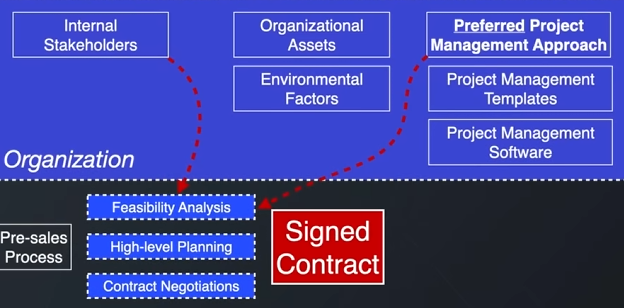 Internal
Stakeholders
Organizational
Assets
Preferred Project
Management Approach
Environmental
Factors
Project Management
Templates
Project Management
Software
Organization
Pre-sales
Process
Feasibility Analysis
High-level Planning
Contract Negotiations
Signed
Contract